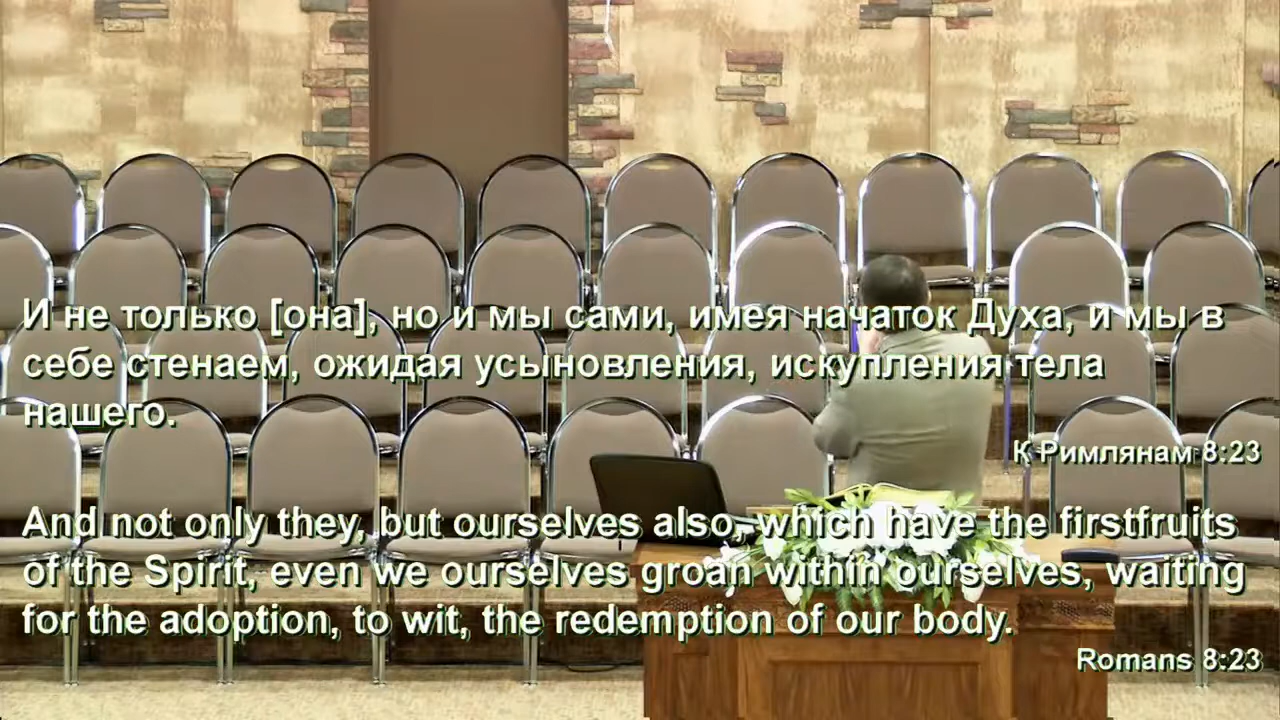 И не только [она], но и мы сами, имея начаток Духа, и мы в
себе стенаем, ожидая усыновления, искупления тела
нашего.
К Римлянам 8:23
And not only they, but ourselves also, which have the firstfruits
of the Spirit, even we ourselves groan within ourselves, waiting
for the adoption, to wit, the redemption of our body.
Romans 8:23